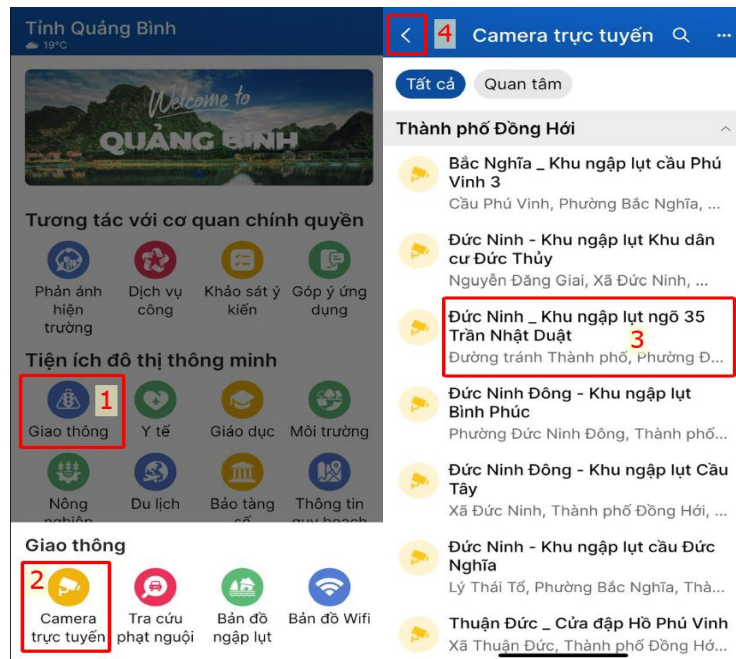 Tỉnh Quảng Bình
19°C
Welcome to
QUẢNG BÌNH
Tương tác với cơ quan chính quyền
Phản ánh hiện trường
Dịch vụ công
Khảo sát ý kiến
Góp ý ứng dụng
Tiện ích đô thị thông minh
1
Giao thông
Y tế
Giáo dục
Môi trường
Nông nghiệp
Du lịch
Bảo tàng số
Thông tin quy hoạch
Giao thông
2
Camera trực tuyến
Tra cứu phạt nguội
Bản đồ ngập lụt
Bản đồ Wifi
4
Camera trực tuyến
Tất cả
Quan tâm
Thành phố Đồng Hới
Bắc Nghĩa _ Khu ngập lụt cầu Phú
Vinh 3
Cầu Phú Vinh, Phường Bắc Nghĩa, ...
Đức Ninh - Khu ngập lụt Khu dân
cư Đức Thủy
Nguyễn Đăng Giai, Xã Đức Ninh, ...
Đức Ninh _ Khu ngập lụt ngõ 35
Trần Nhật Duật
3
Đường tránh Thành phố, Phường Đ...
Đức Ninh Đông - Khu ngập lụt
Bình Phúc
Phường Đức Ninh Đông, Thành phố...
Đức Ninh Đông - Khu ngập lụt Cầu
Tây
Xã Đức Ninh, Thành phố Đồng Hới, ...
Đức Ninh - Khu ngập lụt cầu Đức
Nghĩa
Lý Thái Tổ, Phường Bắc Nghĩa, Thà...
Thuận Đức _ Cửa đập Hồ Phú Vinh
Xã Thuận Đức, Thành phố Đồng Hớ...